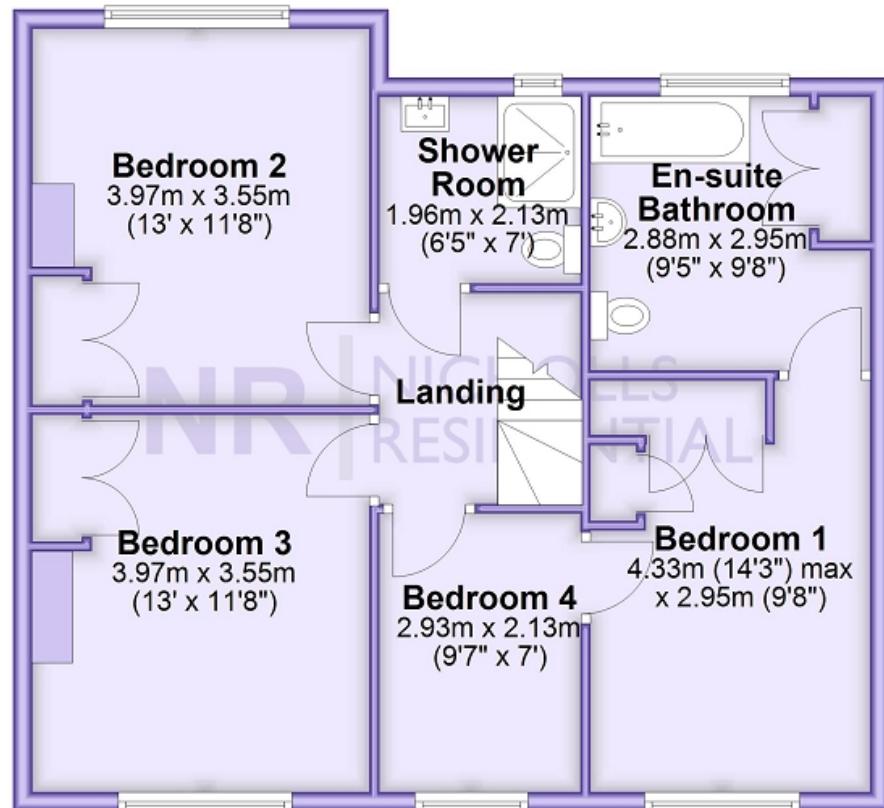 Bedroom 2
3.97m x 3.55m
(13' x 11'8")
Shower
Room
1.96m x 2.13m
(6'5" x 7')
En-suite
Bathroom
2.88m x 2.95m
(9'5" x 9'8")
Landing
NR | NICHOLLS
RESIDENTIAL
Bedroom 3
3.97m x 3.55m
(13' x 11'8")
Bedroom 4
2.93m x 2.13m
(9'7" x 7')
Bedroom 1
4.33m (14'3") max
x 2.95m (9'8")